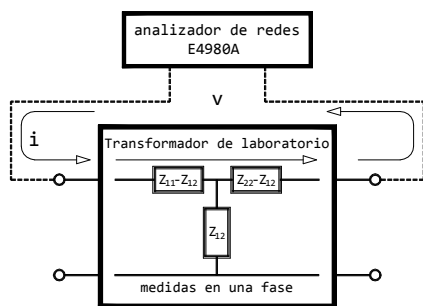 analizador de redes
E4980A
v
i
Transformador de laboratorio
Z11-Z12
Z22-Z12
Z12
medidas en una fase